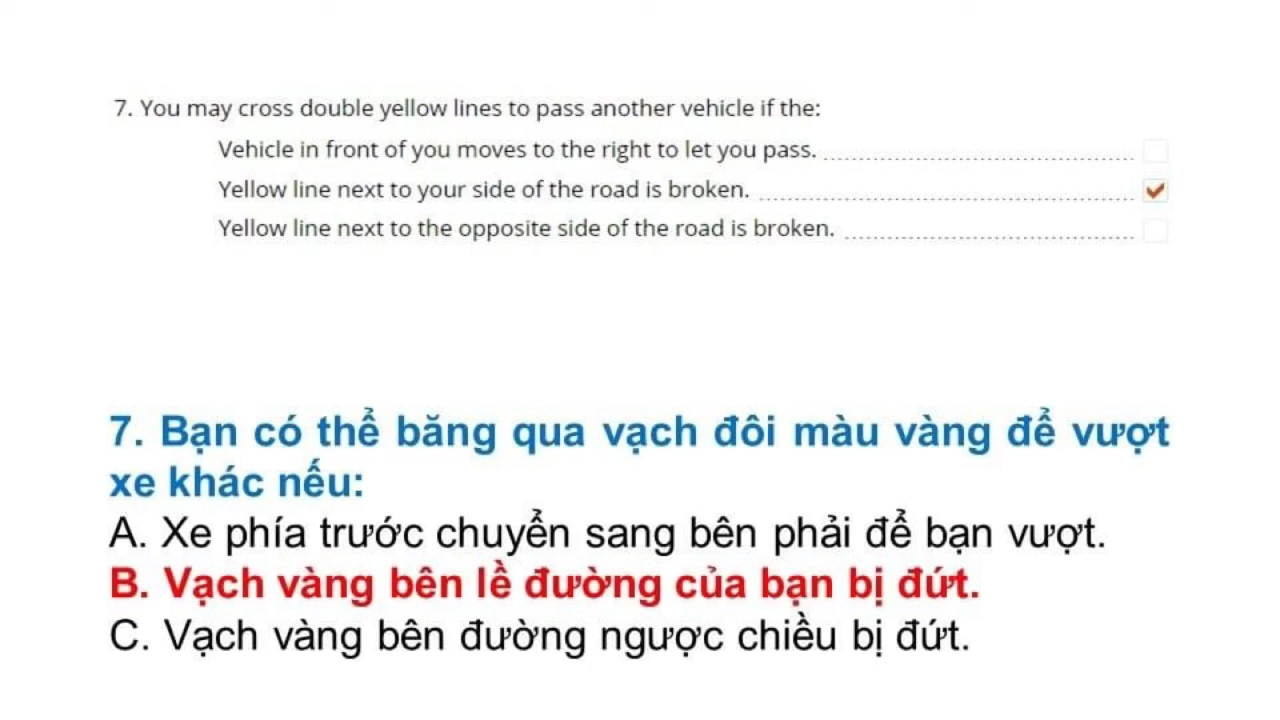 7. You may cross double yellow lines to pass another vehicle if the:
Vehicle in front of you moves to the right to let you pass.
Yellow line next to your side of the road is broken.
Yellow line next to the opposite side of the road is broken.
7. Bạn có thể băng qua vạch đôi màu vàng để vượt
xe khác nếu:
A. Xe phía trước chuyển sang bên phải để bạn vượt.
B. Vạch vàng bên lề đường của bạn bị đứt.
C. Vạch vàng bên đường ngược chiều bị đứt.